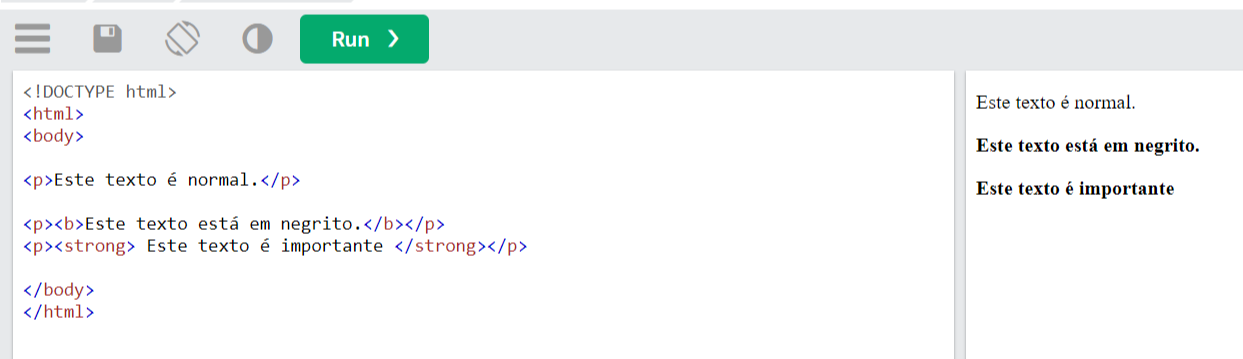 Run ❯
<!DOCTYPE html>
<html>
<body>
<p>Este texto é normal.</p>
<p><b>Este texto está em negrito.</b></p>
<p><strong> Este texto é importante </strong></p>
</body>
</html>
Este texto é normal.
Este texto está em negrito.
Este texto é importante